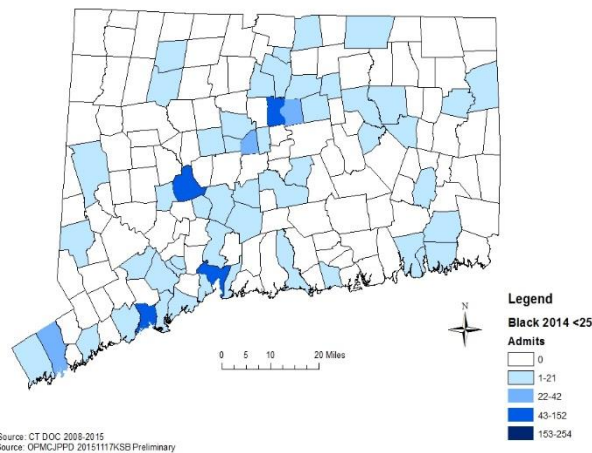 N
Legend
Black 2014 <25
Admits
0
1-21
22-42
43-152
153-254
0 5 10 20 Miles
Source: CT DOC 2008-2015
Source: OPMCJPPD 20151117KSB Preliminary